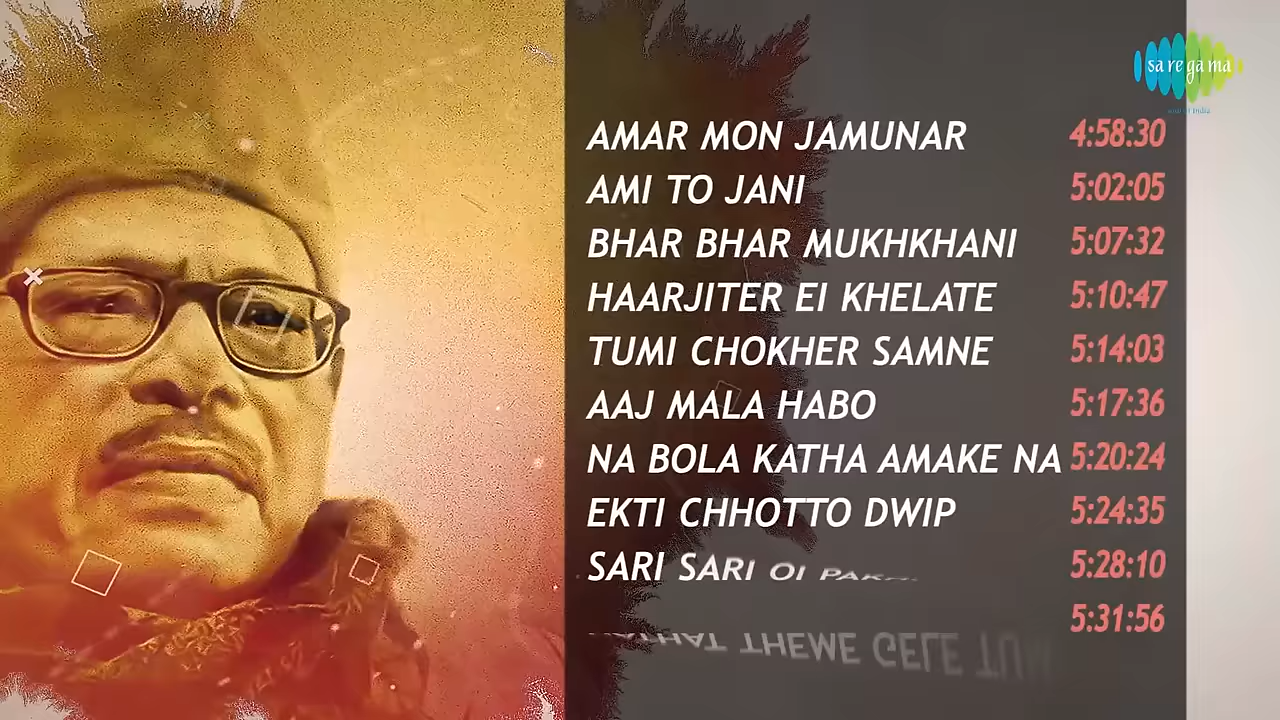 sa re ga ma
AMAR MON JAMUNAR 4:58:30
AMI TO JANI 5:02:05
BHAR BHAR MUKHKHANI 5:07:32
HAARJITER EI KHELATE 5:10:47
TUMI CHOKHER SAMNE 5:14:03
AAJ MALA HABO 5:17:36
NA BOLA KATHA AMAKE NA 5:20:24
EKTI CHHOTTO DWIP 5:24:35
SARI SARI OI 5:28:10
5:31:56
THEME GELE